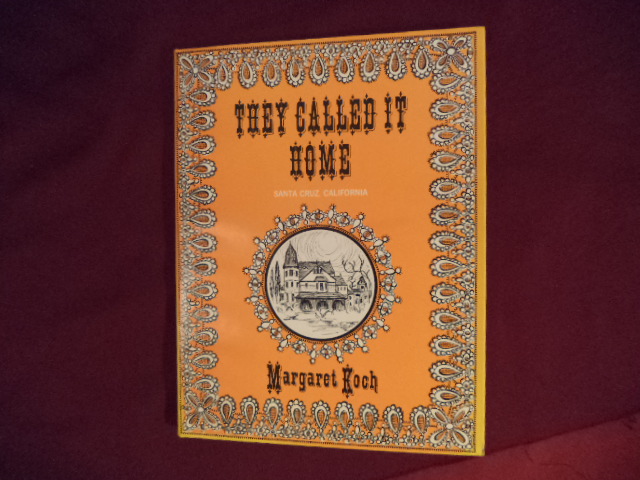 THEY CALLED IT
HOME
SANTA CRUZ, CALIFORNIA
Margaret Koch